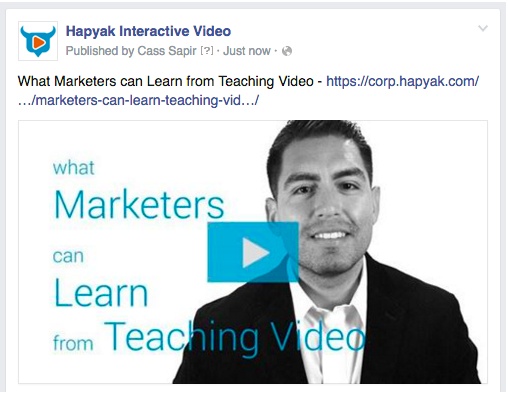 Hapyak Interactive Video
Published by Cass Sapir [?] · Just now ·
What Marketers can Learn from Teaching Video - https://corp.hapyak.com/
…/marketers-can-learn-teaching-vid…/
what
Marketers
can
Learn
from Teaching Video